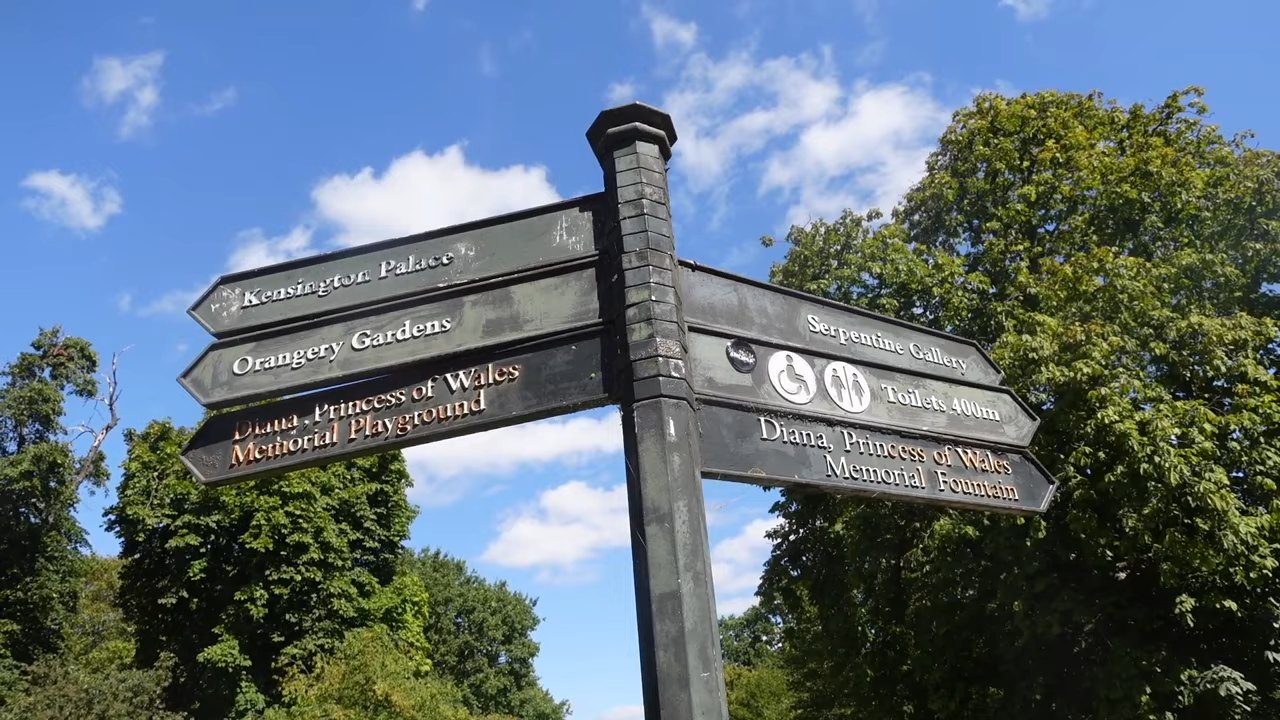 Kensington Palace
Orangery Gardens
Diana, Princess of Wales
Memorial Playground
Serpentine Gallery
Toilets 400m
Diana, Princess of Wales
Memorial Fountain